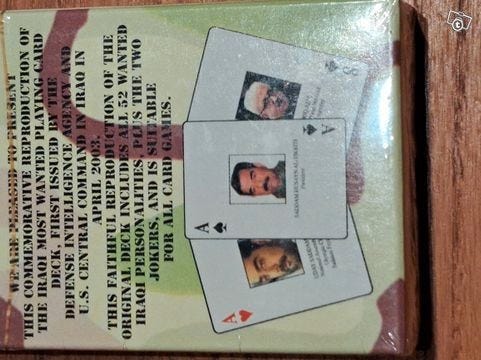 WE ARE PLEASED TO PRESENT
THIS COMMEMORATIVE REPRODUCTION OF
THE IRAQI MOST WANTED PLAYING CARD
DECK, FIRST ISSUED BY THE
DEFENSE INTELLIGENCE AGENCY AND
U.S. CENTRAL COMMAND IN IRAQ IN
APRIL 2003.
THIS FAITHFUL REPRODUCTION OF THE
ORIGINAL DECK INCLUDES ALL 52 WANTED
IRAQI PERSONALITIES, PLUS THE TWO
JOKERS, AND IS SUITABLE
FOR ALL CARD GAMES.
8
A
SADDAM HUSAYN AL-TIKRITI
President
A
A